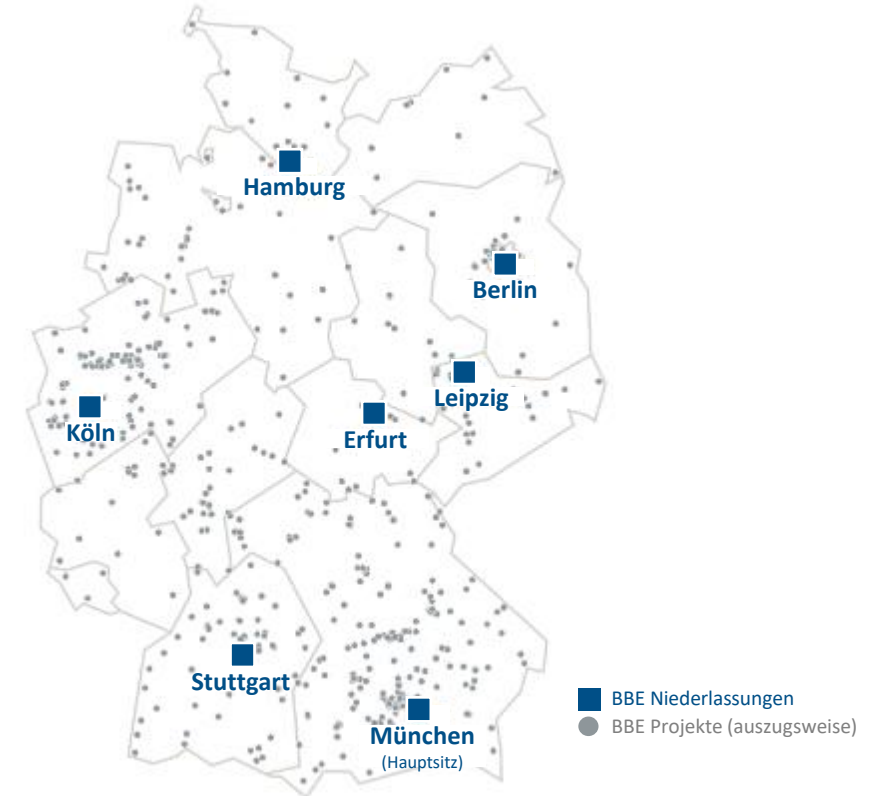 Hamburg
Berlin
Leipzig
Köln
Erfurt
Stuttgart
München
(Hauptsitz)
BBE Niederlassungen
BBE Projekte (auszugsweise)